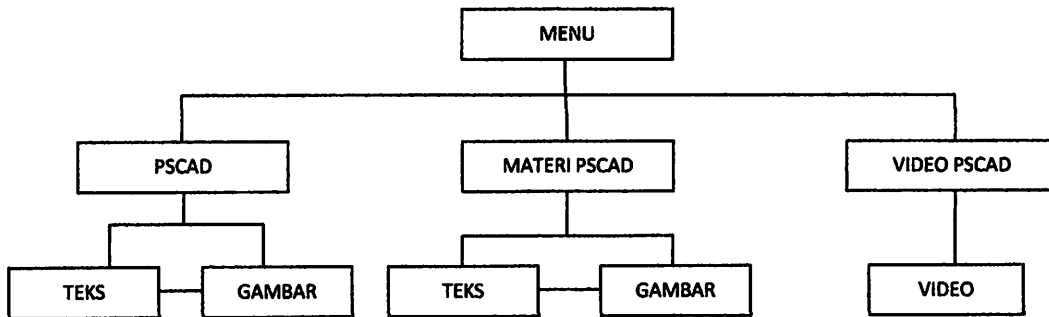 MENU
PSCAD
MATERI PSCAD
VIDEO PSCAD
TEKS
GAMBAR
TEKS
GAMBAR
VIDEO